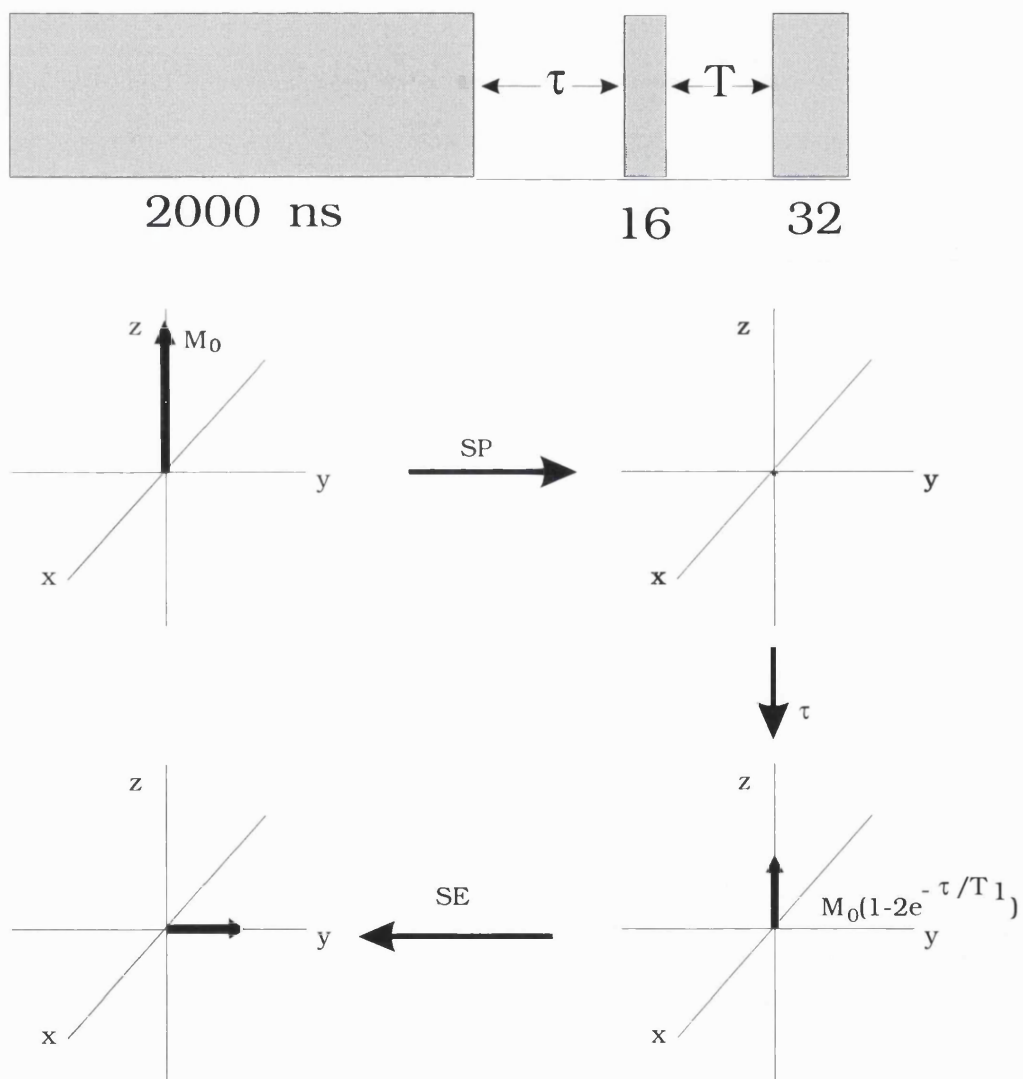 τ T
2000 ns 16 32
z M₀
y
x
SP
z
y
x
τ
z
M₀(1-2e^{- τ/T₁})
y
x
SE
z
y
x